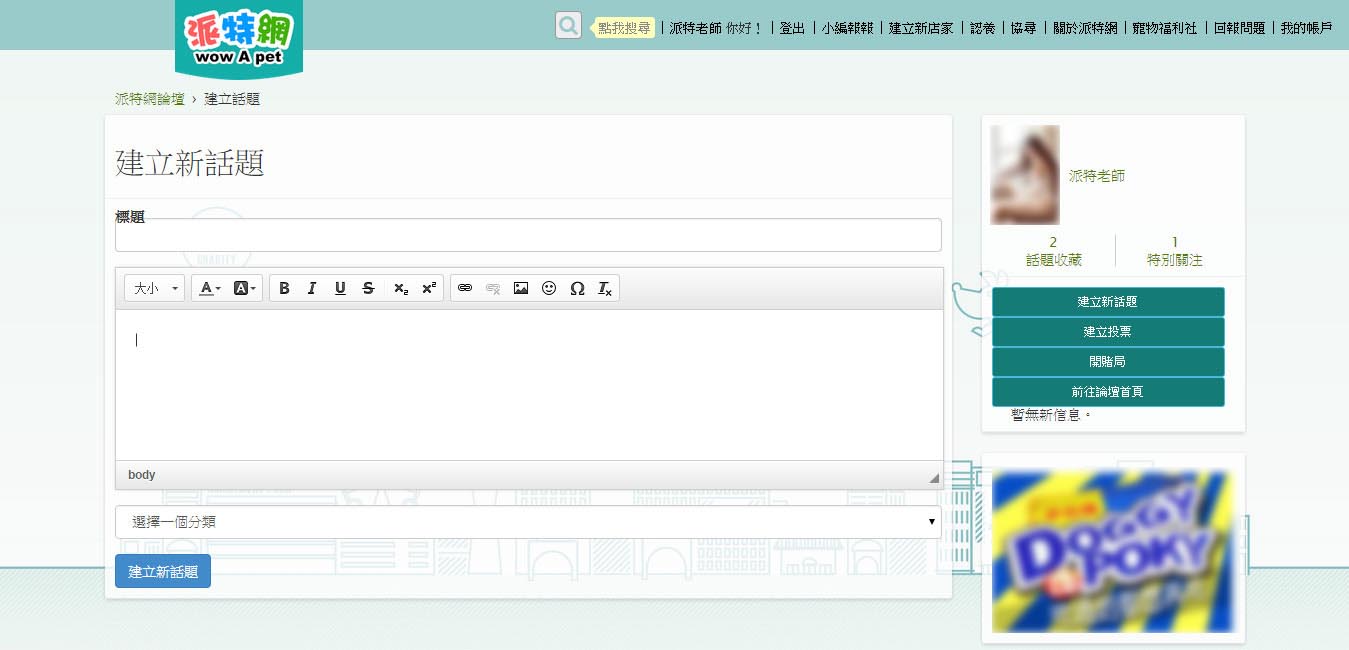 派特網
wow A pet
點我搜尋 | 派特老師 你好！ | 登出 | 小編報報 | 建立新店家 | 認養 | 協尋 | 關於派特網 | 寵物福利社 | 回報問題 | 我的帳戶
派特網論壇 › 建立話題
建立新話題
標題
CHARITY
大小 A A B I U S x₂ x² Ω Tx
body
選擇一個分類
建立新話題
派特老師
2 1
話題收藏 特別關注
建立新話題
建立投票
開賭局
前往論壇首頁
暫無新信息。
DOGGY
POKY